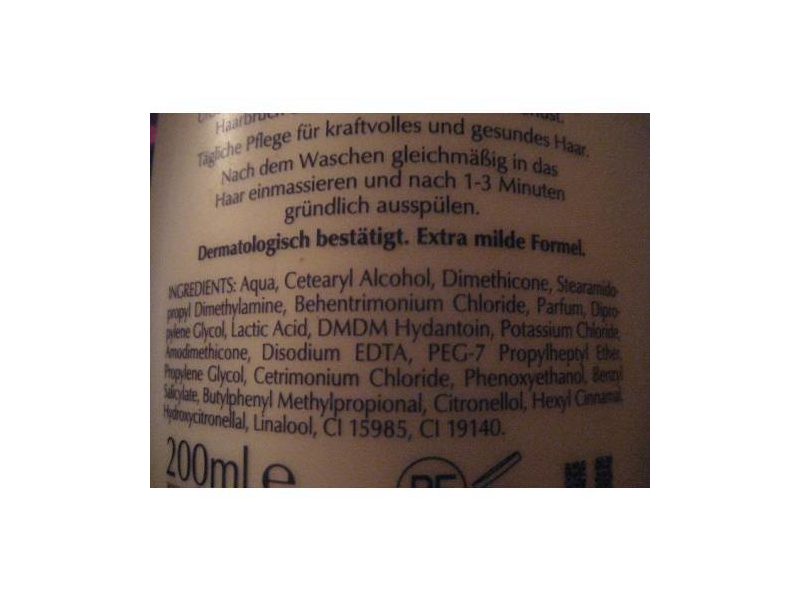 Haarbruch
Tägliche Pflege für kraftvolles und gesundes Haar.
Nach dem Waschen gleichmäßig in das
Haar einmassieren und nach 1-3 Minuten
gründlich ausspülen.
Dermatologisch bestätigt. Extra milde Formel.
INGREDIENTS: Aqua, Cetearyl Alcohol, Dimethicone, Stearamido-
propyl Dimethylamine, Behentrimonium Chloride, Parfum, Dipro-
pylene Glycol, Lactic Acid, DMDM Hydantoin, Potassium Chloride,
Amodimethicone, Disodium EDTA, PEG-7 Propylheptyl Ether,
Propylene Glycol, Cetrimonium Chloride, Phenoxyethanol, Benzyl
Salicylate, Butylphenyl Methylpropional, Citronellol, Hexyl Cinnamal,
Hydroxycitronellal, Linalool, CI 15985, CI 19140.
200ml e
PE